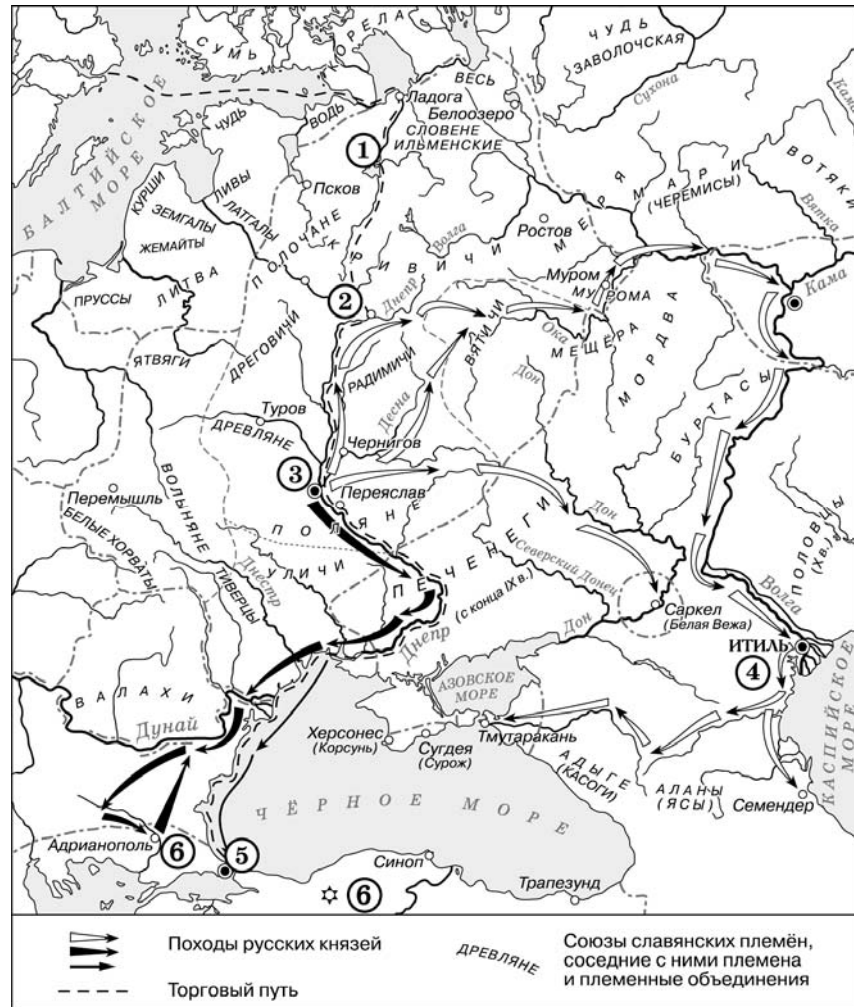 СУМЬ
ОРЕЛА
ЧУДЬ
ЗАВОЛОЧСКАЯ
Сухона
Кама
ВЕСЬ
Ладога
Белоозеро
СЛОВЕНЕ
ИЛЬМЕНСКИЕ
ВОДЬ
ЧУДЬ
БАЛТИЙСКОЕ
МОРЕ
1
Псков
КУРШИ
ЛИВЫ
ЗЕМГАЛЫ
ЛАТГАЛЫ
ЖЕМАЙТЫ
ЛИТВА
ПРУССЫ
ПОЛОЧАНЕ
КРИВИЧИ
Волга
Ростов
МЕРЯ
МАРИ
(ЧЕРЕМИСЫ)
ВОТЯКИ
Вятка
Кама
Муром
МУРОМА
2
Днепр
ВЯТИЧИ
Ока
МЕЩЁРА
МОРДВА
БУРТАСЫ
ЯТВЯГИ
ДРЕГОВИЧИ
РАДИМИЧИ
Десна
Дон
Туров
ДРЕВЛЯНЕ
Чернигов
3
Переяслав
Перемышль
БЕЛЫЕ ХОРВАТЫ
ВОЛЫНЯНЕ
ПОЛЯНЕ
УЛИЧИ
ТИВЕРЦЫ
Днестр
ПЕЧЕНЕГИ
(с конца IX в.)
Днепр
Дон
Северский Донец
Саркел
(Белая Вежа)
Дон
ПОЛОВЦЫ
(X в.)
Волга
ИТИЛЬ
4
ВАЛАХИ
Дунай
АЗОВСКОЕ
МОРЕ
Херсонес
(Корсунь)
Сугдея
(Сурож)
Тмутаракань
АДЫГЕ
(КАСОГИ)
АЛАНЫ
(ЯСЫ)
Семендер
КАСПИЙСКОЕ
МОРЕ
ЧЁРНОЕ МОРЕ
Адрианополь
6
5
Синоп
Трапезунд
6
Походы русских князей
Торговый путь
ДРЕВЛЯНЕ
Союзы славянских племён,
соседние с ними племена
и племенные объединения